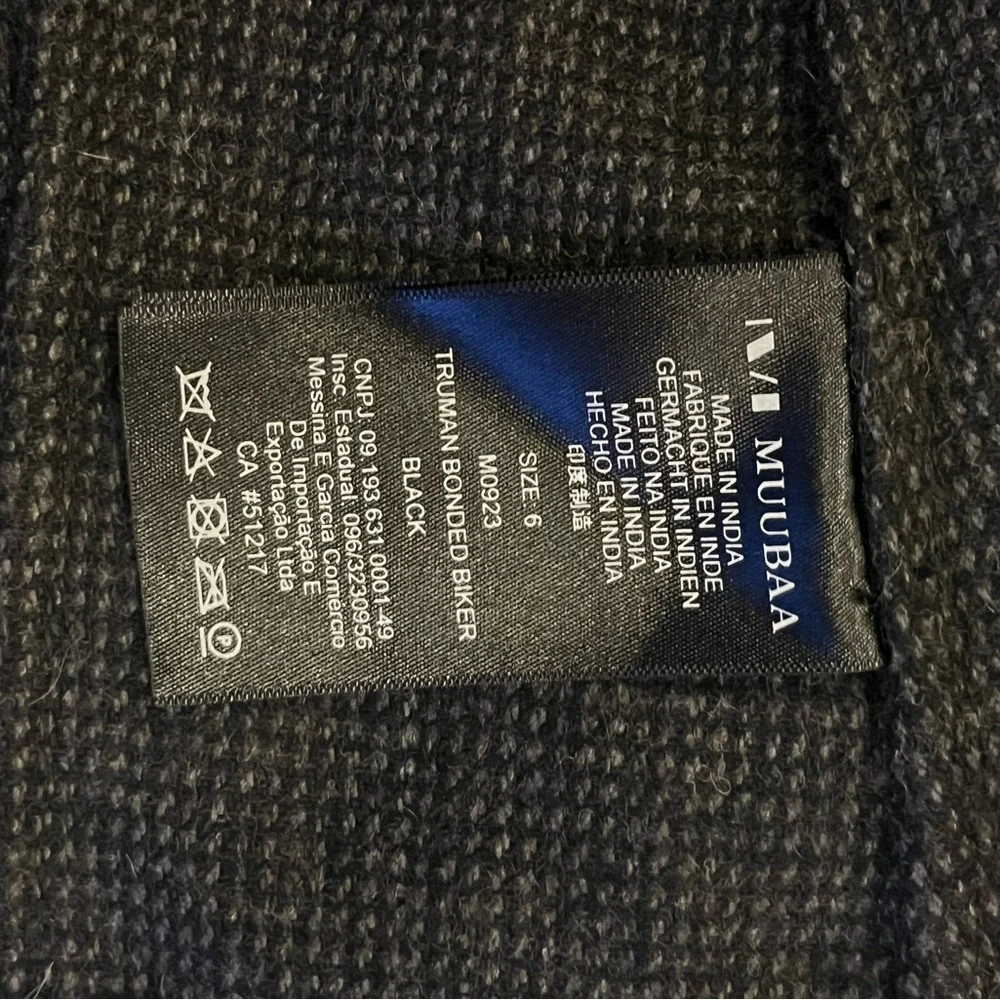 MUUBAA
MADE IN INDIA
FABRIQUE EN INDE
GERMACHT IN INDIEN
FEITO NA INDIA
MADE IN INDIA
HECHO EN INDIA
印度制造
SIZE 6
M0923
TRUMAN BONDED BIKER
BLACK
CNPJ 09.193.631.0001-49
Insc. Estadual 096/3230956
Messina E Garcia Comércio
De Importação E
Exportação Ltda
CA #51217
P